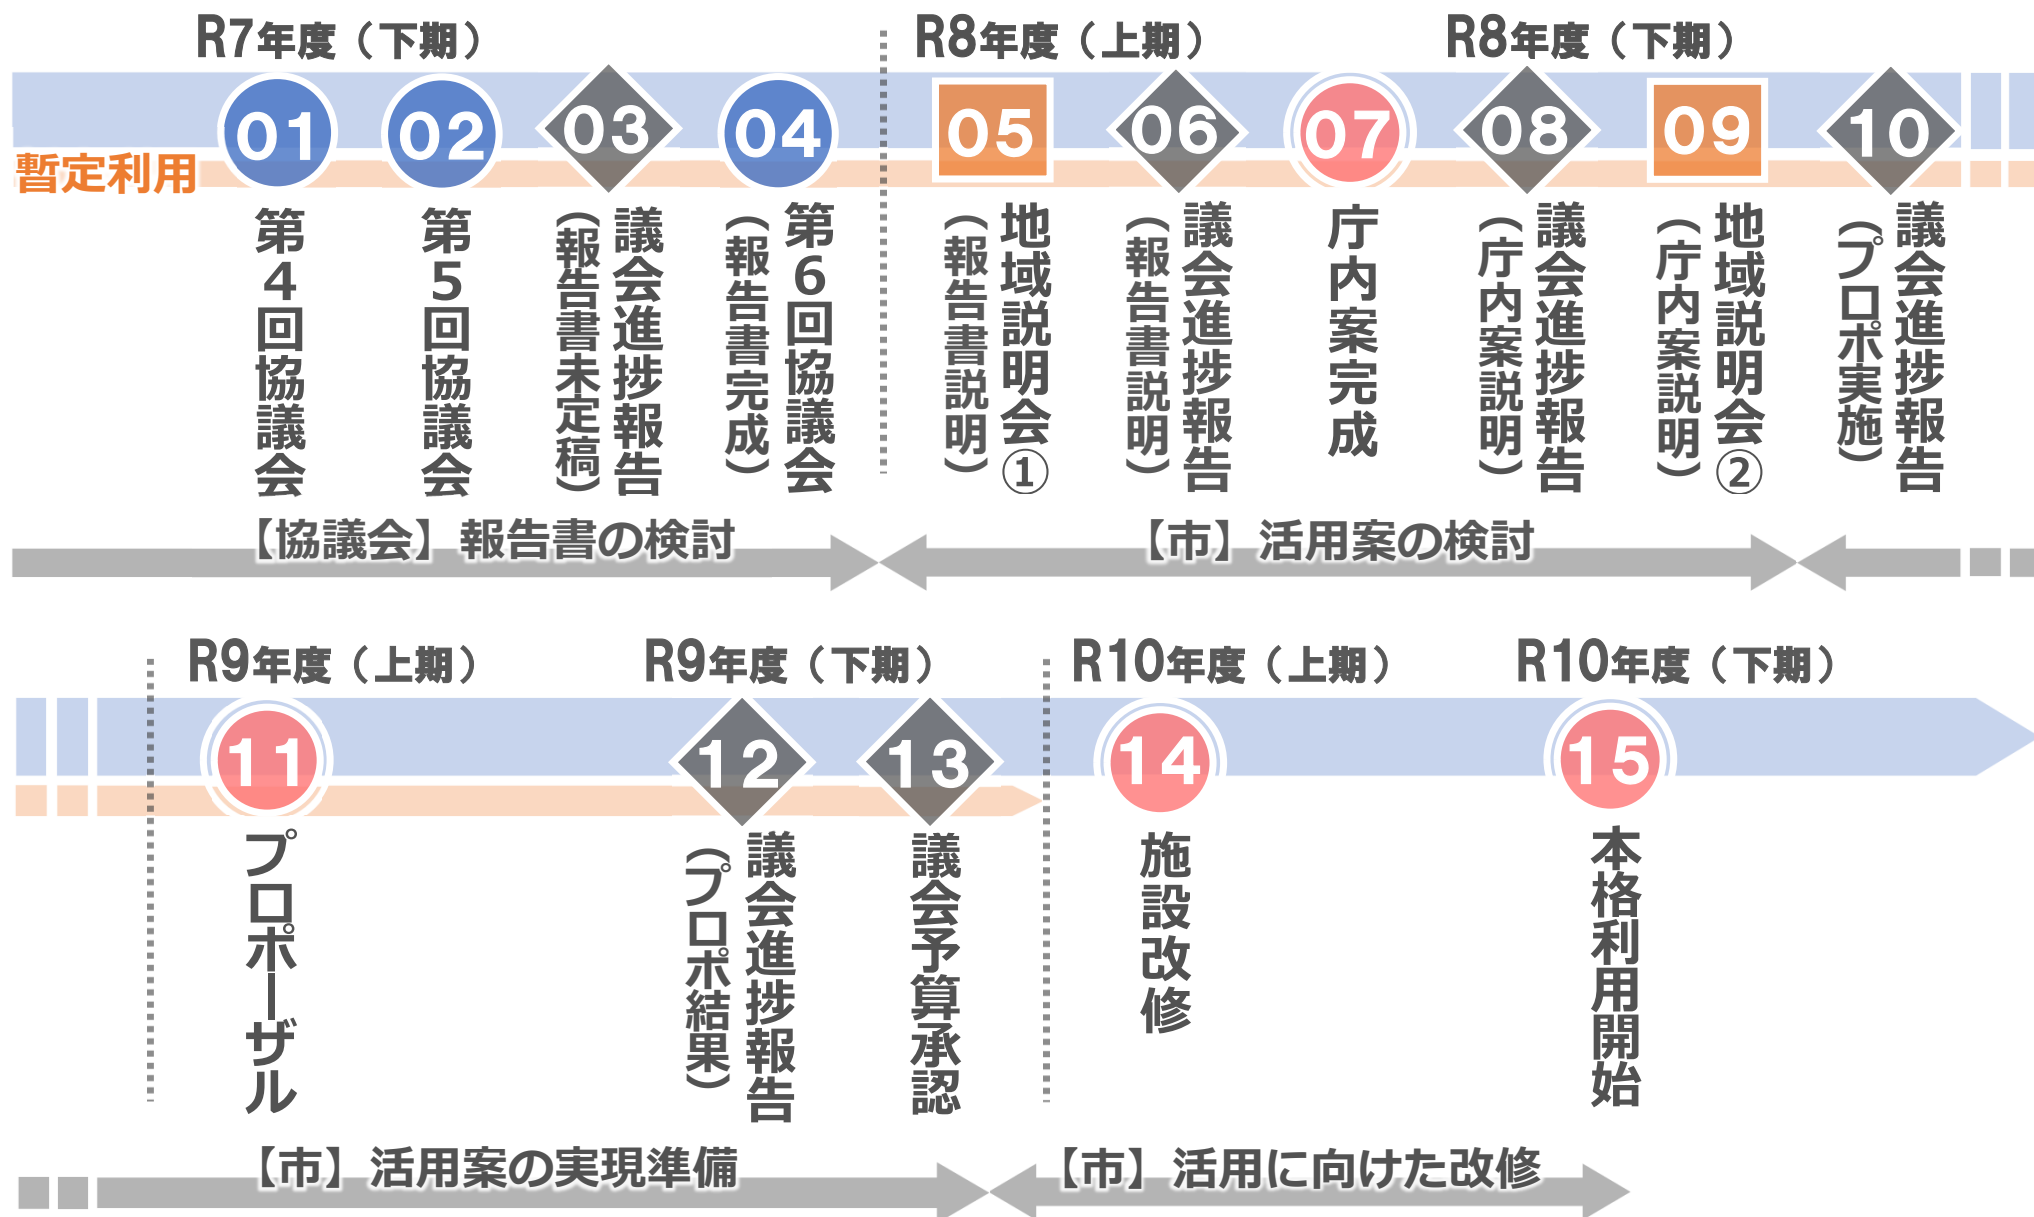 R7年度（下期）
R8年度（上期）
R8年度（下期）
暫定利用
01
第4回協議会
02
第5回協議会
03
議会進捗報告
（報告書未定稿）
04
第6回協議会
（報告書完成）
05
地域説明会①
（報告書説明）
06
議会進捗報告
（報告書説明）
07
庁内案完成
08
議会進捗報告
（庁内案説明）
09
地域説明会②
（庁内案説明）
10
議会進捗報告
（プロポ実施）
【協議会】報告書の検討
【市】活用案の検討
R9年度（上期）
R9年度（下期）
R10年度（上期）
R10年度（下期）
11
プロポーザル
12
議会進捗報告
（プロポ結果）
13
議会予算承認
14
施設改修
15
本格利用開始
【市】活用案の実現準備
【市】活用に向けた改修